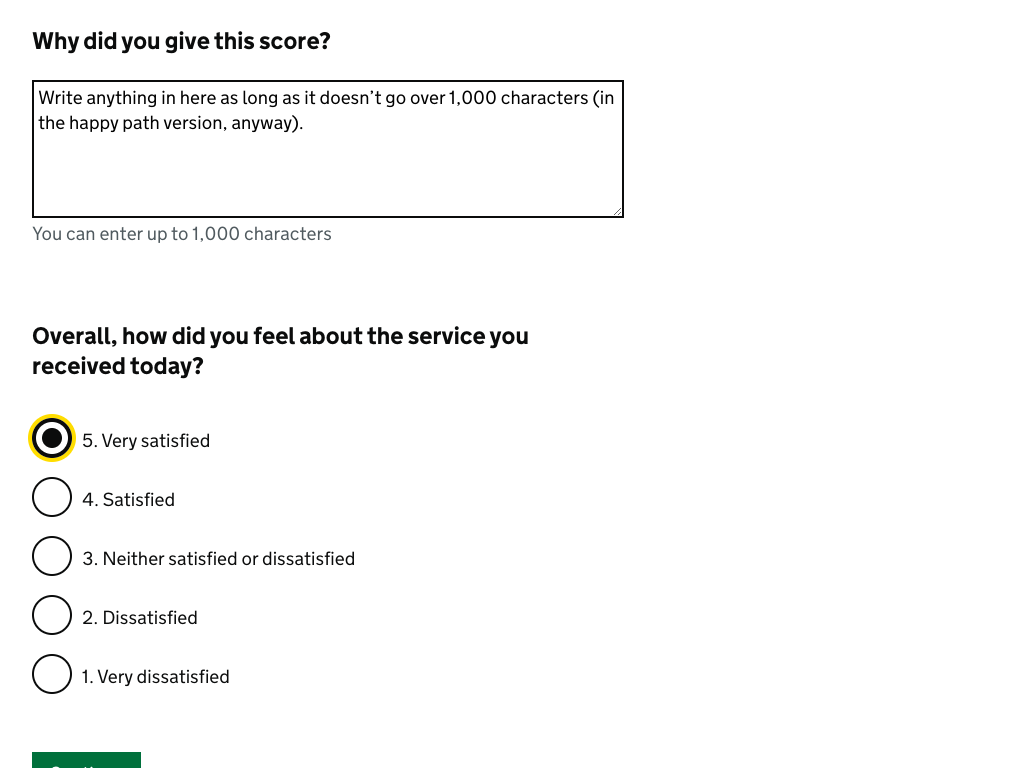 Why did you give this score?
Write anything in here as long as it doesn’t go over 1,000 characters (in
the happy path version, anyway).
You can enter up to 1,000 characters
Overall, how did you feel about the service you
received today?
5. Very satisfied
4. Satisfied
3. Neither satisfied or dissatisfied
2. Dissatisfied
1. Very dissatisfied